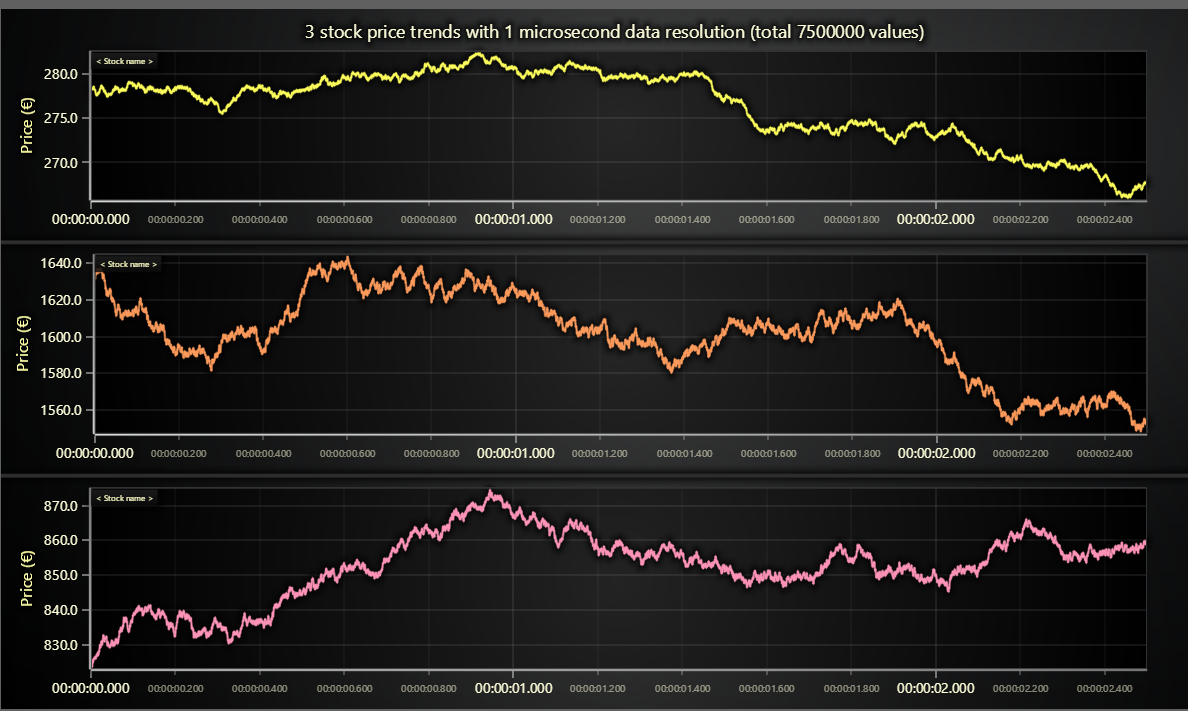 3 stock price trends with 1 microsecond data resolution (total 7500000 values)
< Stock name >
Price (€)
280.0
275.0
270.0
00:00:00.000 00:00:00.200 00:00:00.400 00:00:00.600 00:00:00.800 00:00:01.000 00:00:01.200 00:00:01.400 00:00:01.600 00:00:01.800 00:00:02.000 00:00:02.200 00:00:02.400
< Stock name >
Price (€)
1640.0
1620.0
1600.0
1580.0
1560.0
00:00:00.000 00:00:00.200 00:00:00.400 00:00:00.600 00:00:00.800 00:00:01.000 00:00:01.200 00:00:01.400 00:00:01.600 00:00:01.800 00:00:02.000 00:00:02.200 00:00:02.400
< Stock name >
Price (€)
870.0
860.0
850.0
840.0
830.0
00:00:00.000 00:00:00.200 00:00:00.400 00:00:00.600 00:00:00.800 00:00:01.000 00:00:01.200 00:00:01.400 00:00:01.600 00:00:01.800 00:00:02.000 00:00:02.200 00:00:02.400